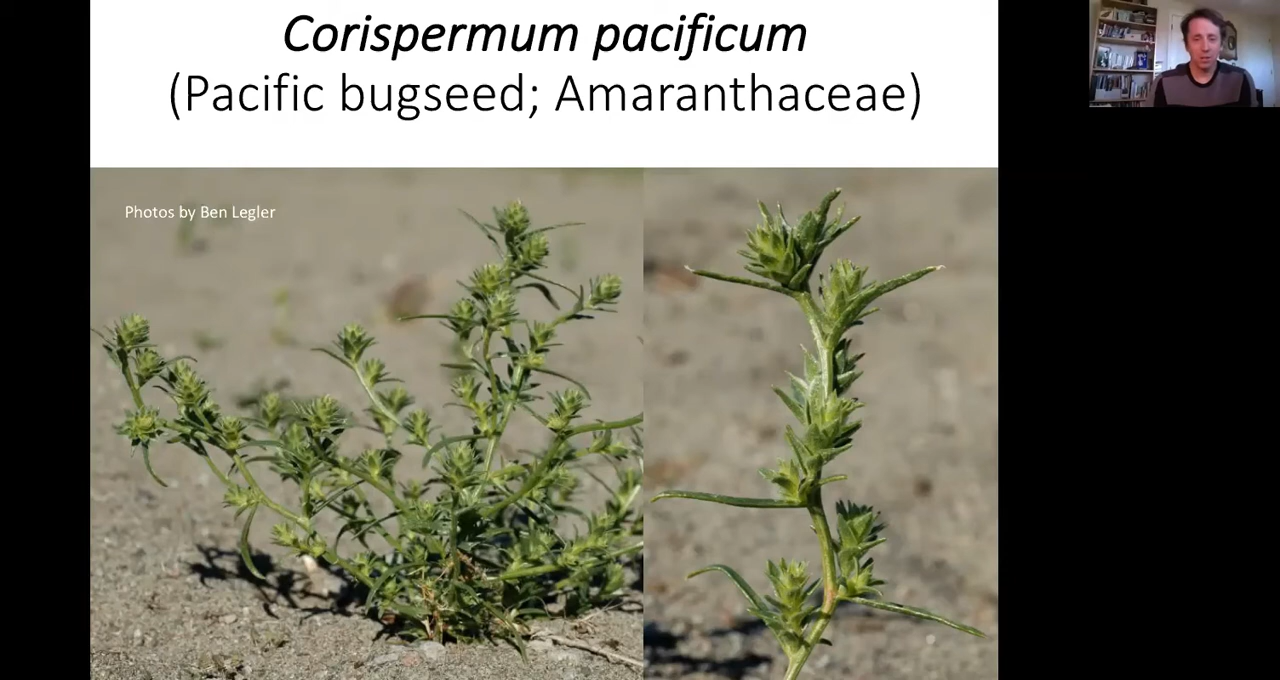 Corispermum pacificum
(Pacific bugseed; Amaranthaceae)
Photos by Ben Legler